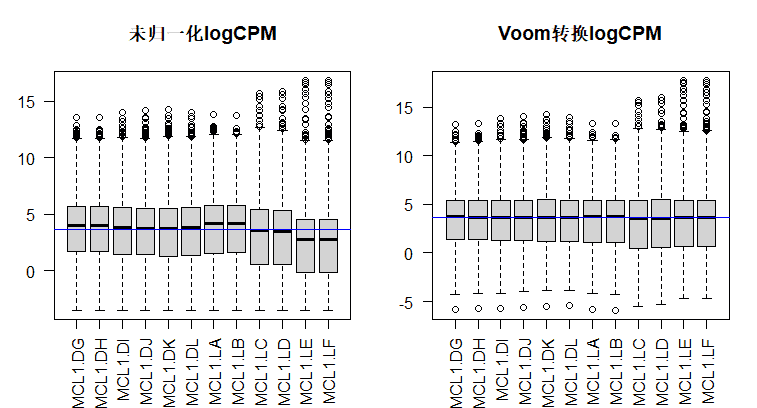 未归一化logCPM
15
10
5
0
MCL1.DG
MCL1.DH
MCL1.DI
MCL1.DJ
MCL1.DK
MCL1.DL
MCL1.LA
MCL1.LB
MCL1.LC
MCL1.LD
MCL1.LE
MCL1.LF
Voom转换logCPM
15
10
5
0
-5
MCL1.DG
MCL1.DH
MCL1.DI
MCL1.DJ
MCL1.DK
MCL1.DL
MCL1.LA
MCL1.LB
MCL1.LC
MCL1.LD
MCL1.LE
MCL1.LF